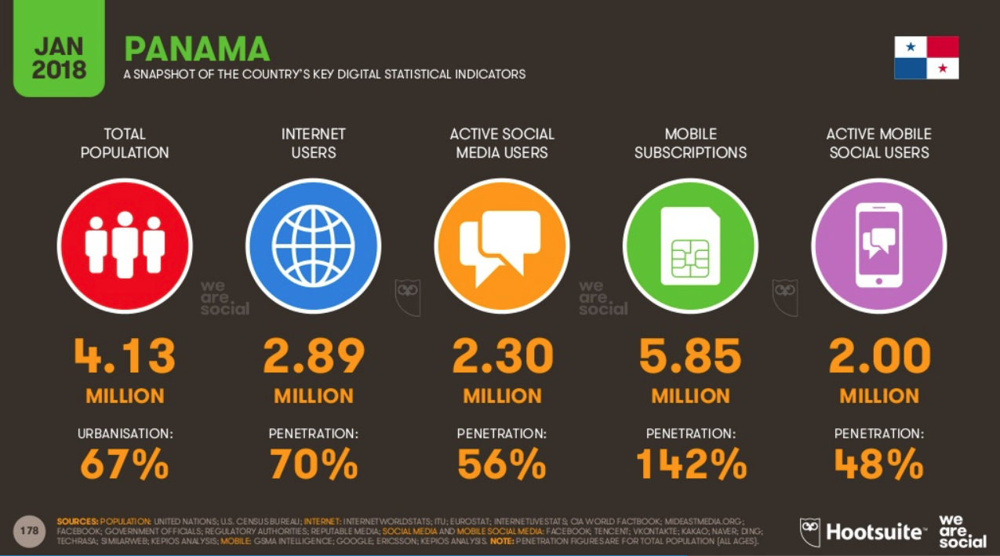 JAN
2018
PANAMA
A SNAPSHOT OF THE COUNTRY'S KEY DIGITAL STATISTICAL INDICATORS
TOTAL
POPULATION
INTERNET
USERS
ACTIVE SOCIAL
MEDIA USERS
MOBILE
SUBSCRIPTIONS
ACTIVE MOBILE
SOCIAL USERS
we
are
social
we
are
social
4.13
MILLION
2.89
MILLION
2.30
MILLION
5.85
MILLION
2.00
MILLION
URBANISATION:
67%
PENETRATION:
70%
PENETRATION:
56%
PENETRATION:
142%
PENETRATION:
48%
178
SOURCES: POPULATION: UNITED NATIONS; U.S. CENSUS BUREAU; INTERNET: INTERNETWORLDSTATS; ITU; EUROSTAT; INTERNETLIVESTATS; CIA WORLD FACTBOOK; MIDEASTMEDIA.ORG;
FACEBOOK; GOVERNMENT OFFICIALS; REGULATORY AUTHORITIES; REPUTABLE MEDIA; SOCIAL MEDIA AND MOBILE SOCIAL MEDIA: FACEBOOK; TENCENT; VKONTAKTE; KAKAO; NAVER; DING;
TECHRASA; SIMILARWEB; KEPIOS ANALYSIS; MOBILE: GSMA INTELLIGENCE; GOOGLE; ERICSSON; KEPIOS ANALYSIS. NOTE: PENETRATION FIGURES ARE FOR TOTAL POPULATION (ALL AGES).
Hootsuite™
we
are
social